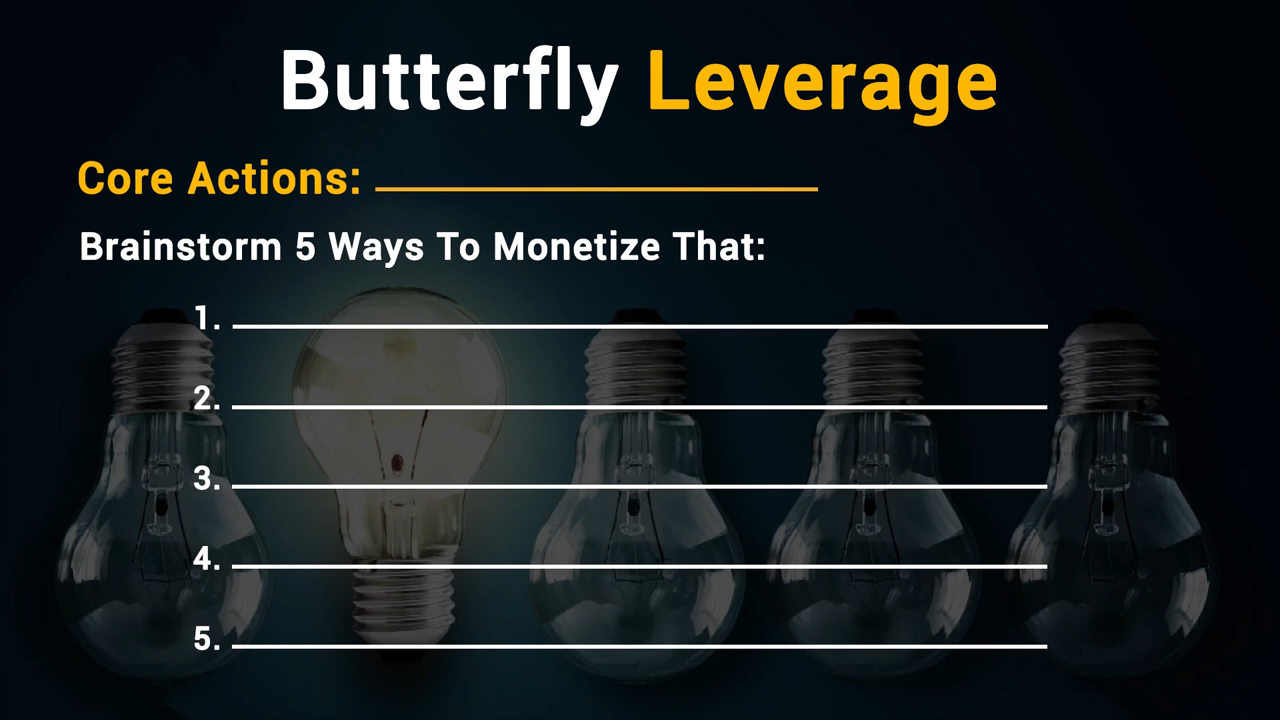 Butterfly Leverage
Core Actions:
Brainstorm 5 Ways To Monetize That:
1.
2.
3.
4.
5.